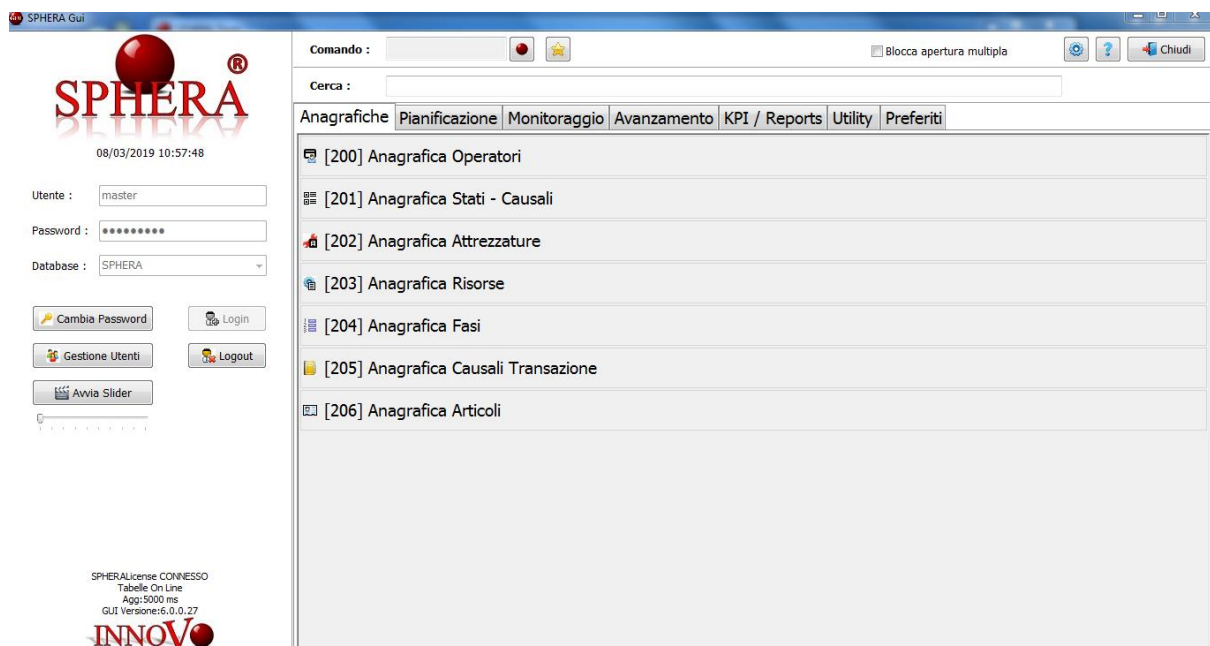 SPHERA Gui
SPHERA®
08/03/2019 10:57:48
Utente : master
Password : •••••••••
Database : SPHERA
Cambia Password Login
Gestione Utenti Logout
Avvia Slider
SPHERALicense CONNESSO
Tabelle On Line
Agg:5000 ms
GUI Versione:6.0.0.27
INNOVO
Comando : Blocca apertura multipla Chiudi
Cerca :
Anagrafiche Pianificazione Monitoraggio Avanzamento KPI / Reports Utility Preferiti
[200] Anagrafica Operatori
[201] Anagrafica Stati - Causali
[202] Anagrafica Attrezzature
[203] Anagrafica Risorse
[204] Anagrafica Fasi
[205] Anagrafica Causali Transazione
[206] Anagrafica Articoli